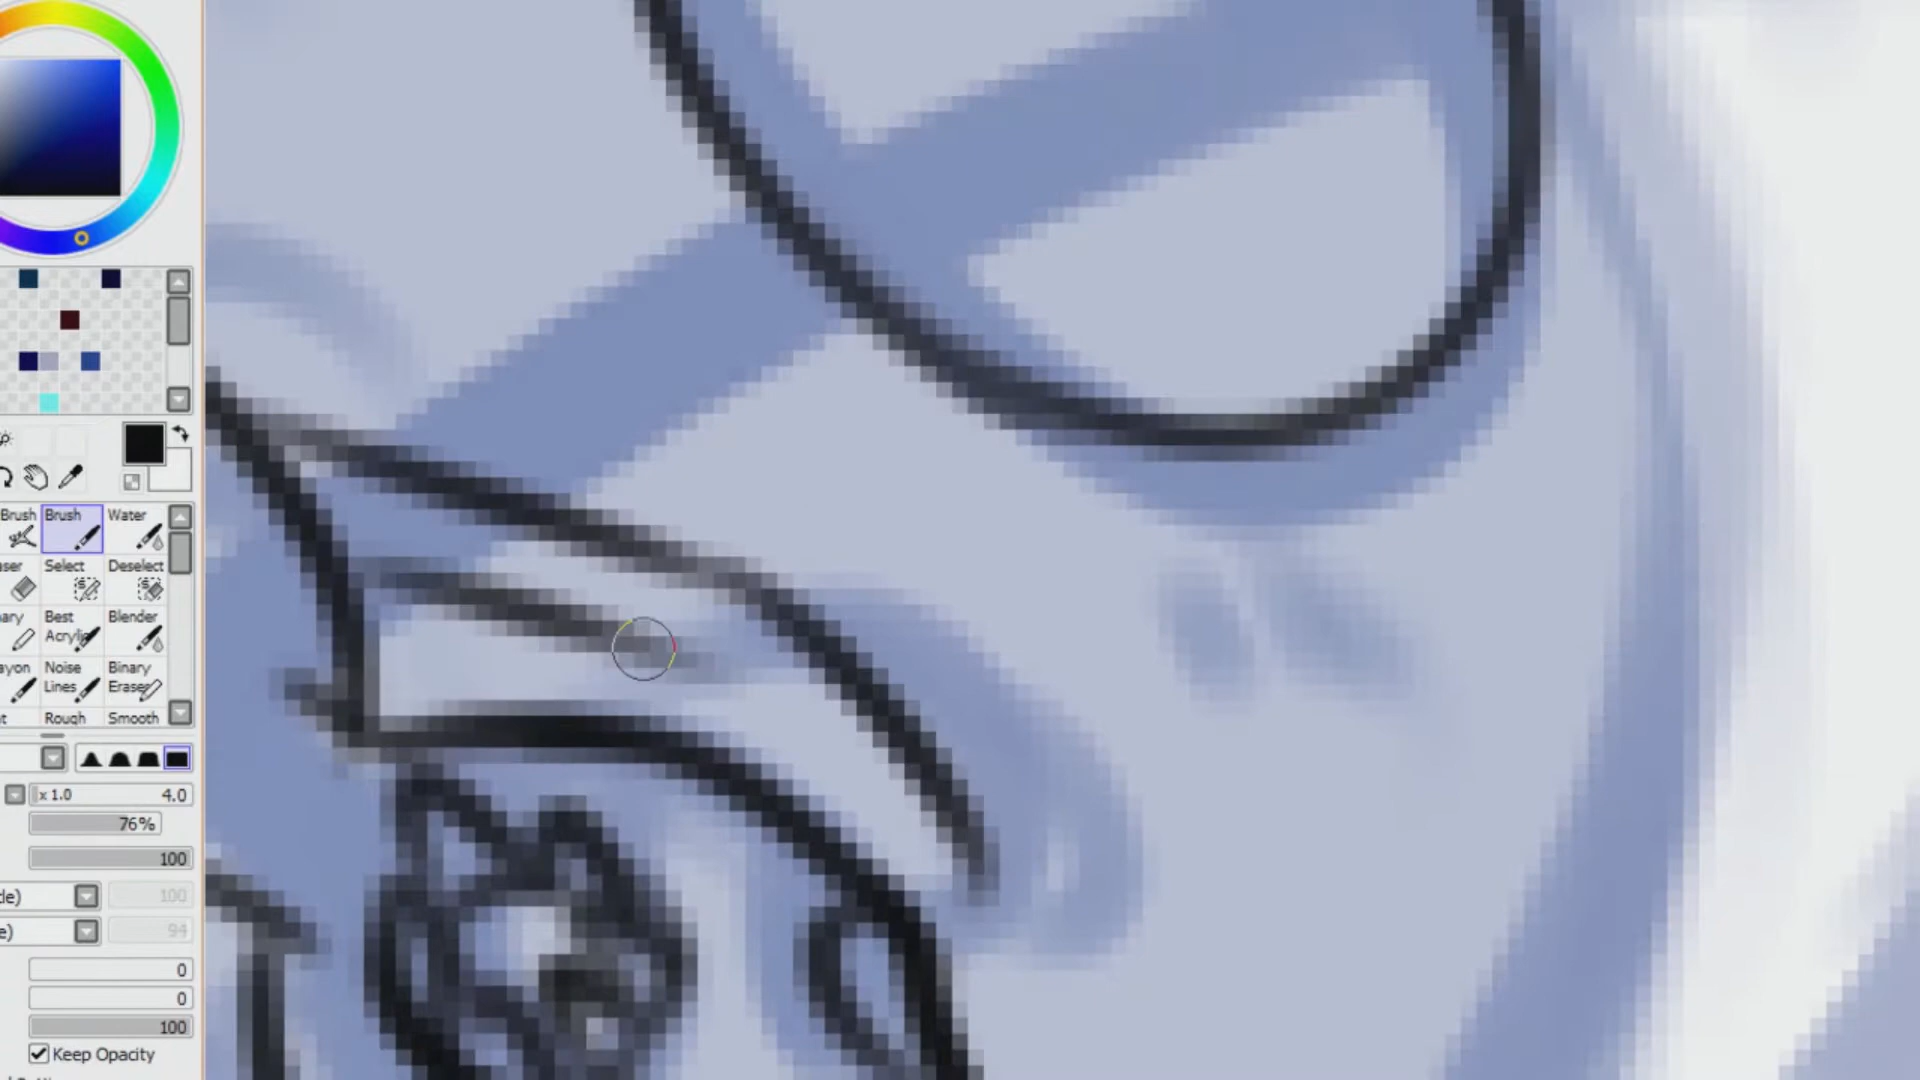 Brush Brush Water
ser Select Deselect
ary Best Blender
Acrylic
ayon Noise Binary
Lines Eraser
t Rough Smooth
x 1.0 4.0
76%
100
de) 100
e) 94
0
0
100
Keep Opacity